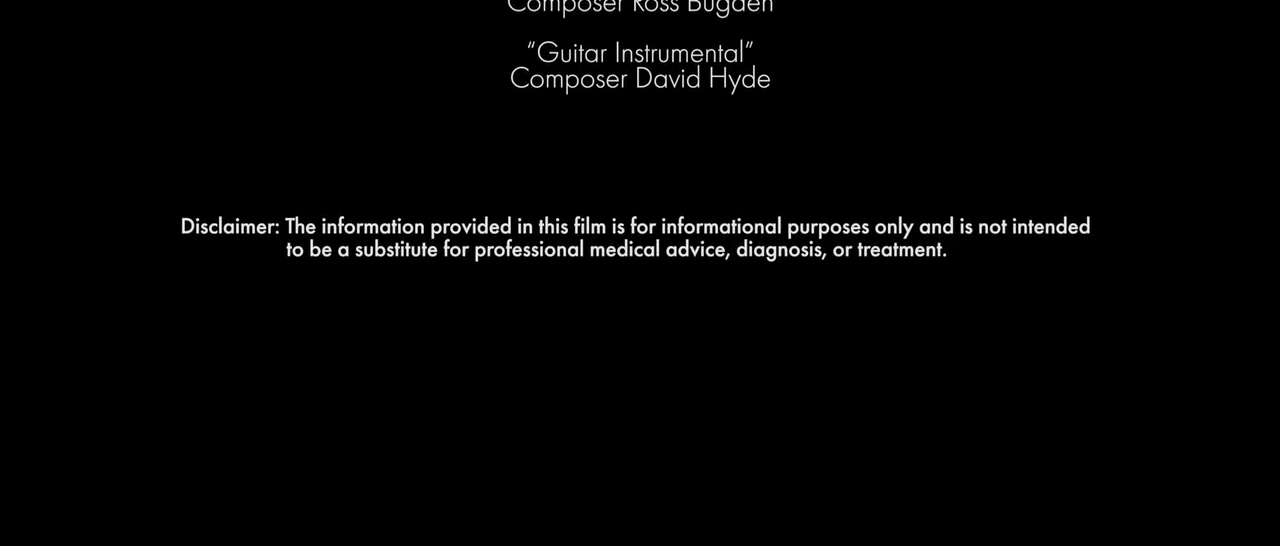 Composer Ross Bugden
“Guitar Instrumental”
Composer David Hyde
Disclaimer: The information provided in this film is for informational purposes only and is not intended
to be a substitute for professional medical advice, diagnosis, or treatment.